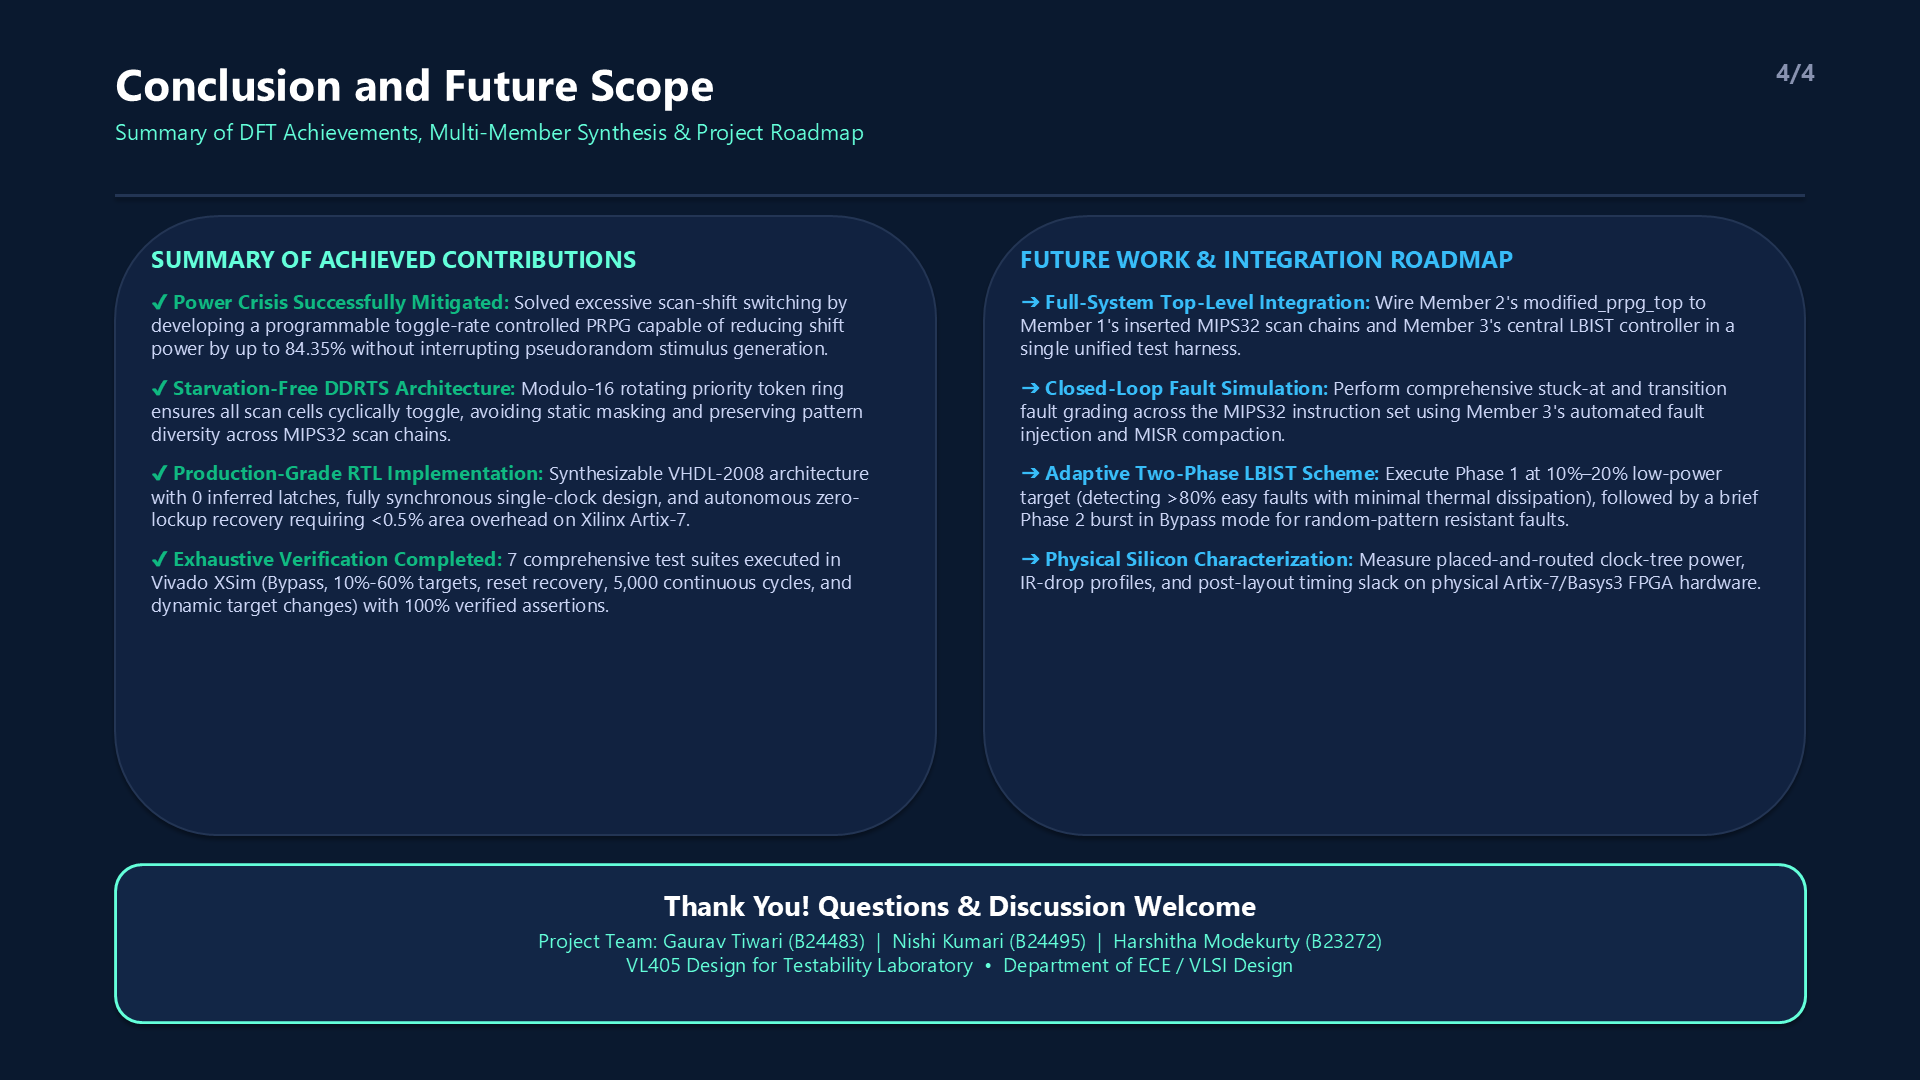 Conclusion and Future Scope
4/4
Summary of DFT Achievements, Multi-Member Synthesis & Project Roadmap
SUMMARY OF ACHIEVED CONTRIBUTIONS
✔ Power Crisis Successfully Mitigated: Solved excessive scan-shift switching by
developing a programmable toggle-rate controlled PRPG capable of reducing shift
power by up to 84.35% without interrupting pseudorandom stimulus generation.
✔ Starvation-Free DDRTS Architecture: Modulo-16 rotating priority token ring
ensures all scan cells cyclically toggle, avoiding static masking and preserving pattern
diversity across MIPS32 scan chains.
✔ Production-Grade RTL Implementation: Synthesizable VHDL-2008 architecture
with 0 inferred latches, fully synchronous single-clock design, and autonomous zero-
lockup recovery requiring <0.5% area overhead on Xilinx Artix-7.
✔ Exhaustive Verification Completed: 7 comprehensive test suites executed in
Vivado XSim (Bypass, 10%-60% targets, reset recovery, 5,000 continuous cycles, and
dynamic target changes) with 100% verified assertions.
FUTURE WORK & INTEGRATION ROADMAP
➔ Full-System Top-Level Integration: Wire Member 2's modified_prpg_top to
Member 1's inserted MIPS32 scan chains and Member 3's central LBIST controller in a
single unified test harness.
➔ Closed-Loop Fault Simulation: Perform comprehensive stuck-at and transition
fault grading across the MIPS32 instruction set using Member 3's automated fault
injection and MISR compaction.
➔ Adaptive Two-Phase LBIST Scheme: Execute Phase 1 at 10%–20% low-power
target (detecting >80% easy faults with minimal thermal dissipation), followed by a brief
Phase 2 burst in Bypass mode for random-pattern resistant faults.
➔ Physical Silicon Characterization: Measure placed-and-routed clock-tree power,
IR-drop profiles, and post-layout timing slack on physical Artix-7/Basys3 FPGA hardware.
Thank You! Questions & Discussion Welcome
Project Team: Gaurav Tiwari (B24483) | Nishi Kumari (B24495) | Harshitha Modekurty (B23272)
VL405 Design for Testability Laboratory • Department of ECE / VLSI Design